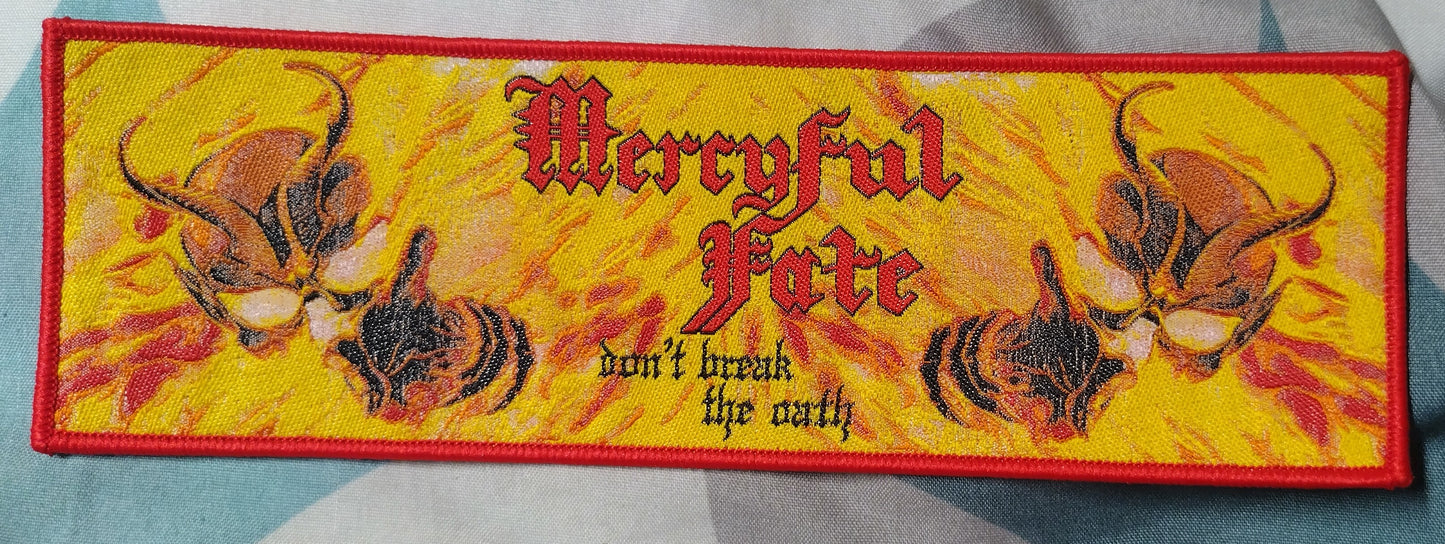 Mercyful
Fate
don't break
the oath